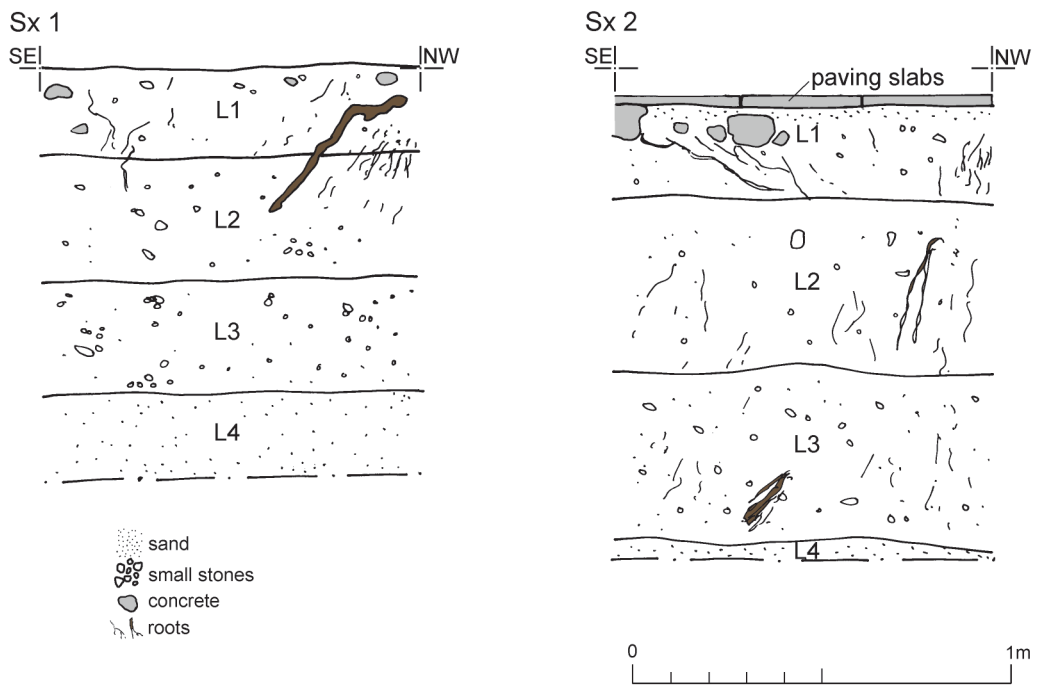 Sx 1
SE
NW
L1
L2
L3
L4
sand
small stones
concrete
roots
Sx 2
SE
NW
paving slabs
L1
L2
L3
L4
0
1m